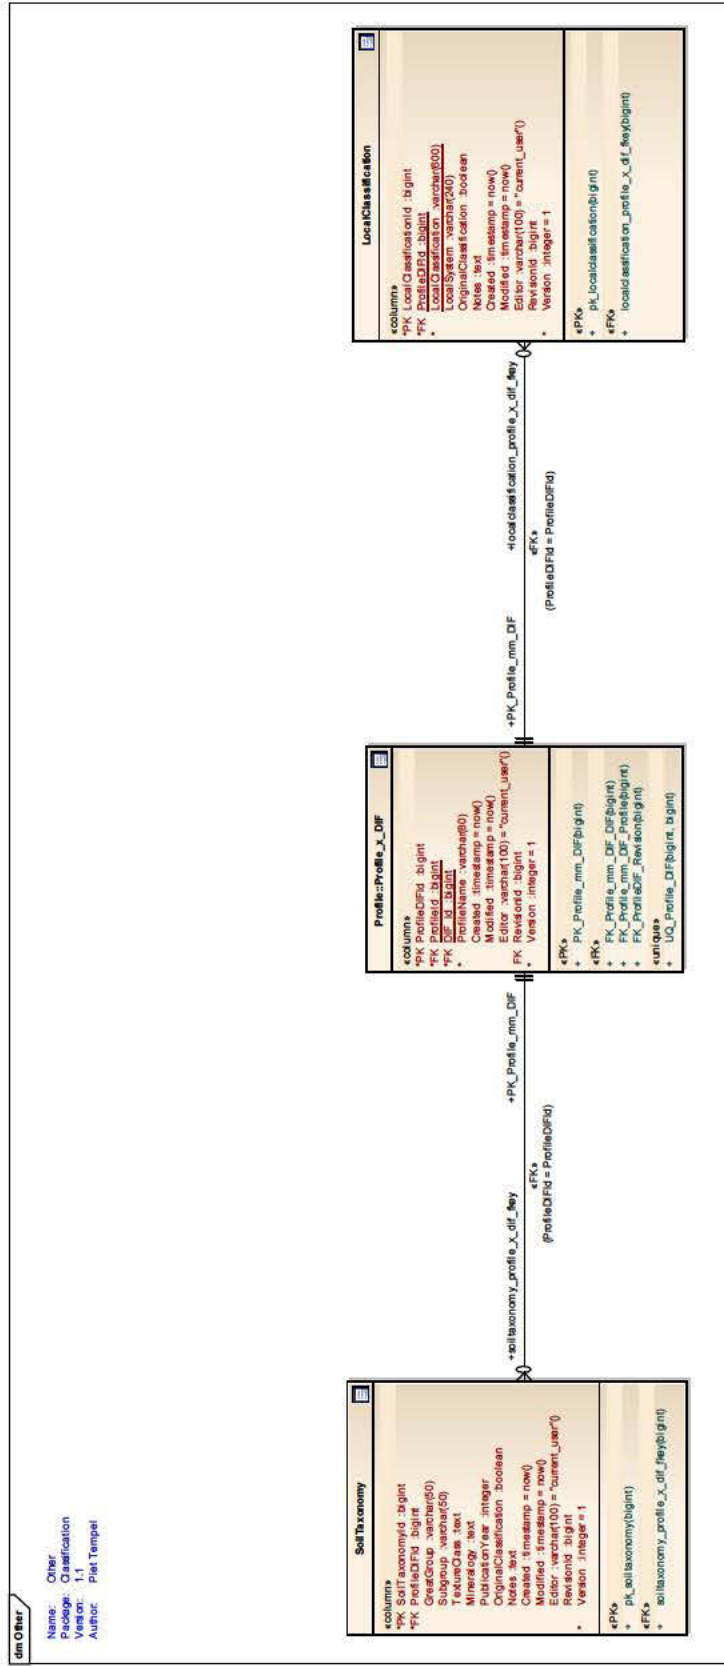 dm Other
Name: Other
Package: Classification
Version: 1.1
Author: Piet Tempel
SoilTaxonomy
«column»
*PK SoilTaxonomyId :bigint
*FK ProfileDIFId :bigint
GreatGroup :varchar(50)
Subgroup :varchar(50)
TextureClass :text
Mineralogy :text
PublicationYear :integer
OriginalClassification :boolean
Notes :text
Created :timestamp = now()
Modified :timestamp = now()
Editor :varchar(100) = "current_user"()
RevisionId :bigint
* Version :integer = 1
«PK»
+ pk_soiltaxonomy(bigint)
«FK»
+ soiltaxonomy_profile_x_dif_fkey(bigint)
+soiltaxonomy_profile_x_dif_fkey
«FK»
(ProfileDIFId = ProfileDIFId)
+PK_Profile_mm_DIF
Profile::Profile_x_DIF
«column»
*PK ProfileDIFId :bigint
*FK ProfileId :bigint
*FK DIF_Id :bigint
* ProfileName :varchar(80)
Created :timestamp = now()
Modified :timestamp = now()
Editor :varchar(100) = "current_user"()
FK RevisionId :bigint
* Version :integer = 1
«PK»
+ PK_Profile_mm_DIF(bigint)
«FK»
+ FK_Profile_mm_DIF_DIF(bigint)
+ FK_Profile_mm_DIF_Profile(bigint)
+ FK_ProfileDIF_Revision(bigint)
«unique»
+ UQ_Profile_DIF(bigint, bigint)
+PK_Profile_mm_DIF
+localclassification_profile_x_dif_fkey
«FK»
(ProfileDIFId = ProfileDIFId)
LocalClassification
«column»
*PK LocalClassificationId :bigint
*FK ProfileDIFId :bigint
* LocalClassification :varchar(600)
LocalSystem :varchar(240)
OriginalClassification :boolean
Notes :text
Created :timestamp = now()
Modified :timestamp = now()
Editor :varchar(100) = "current_user"()
RevisionId :bigint
* Version :integer = 1
«PK»
+ pk_localclassification(bigint)
«FK»
+ localclassification_profile_x_dif_fkey(bigint)